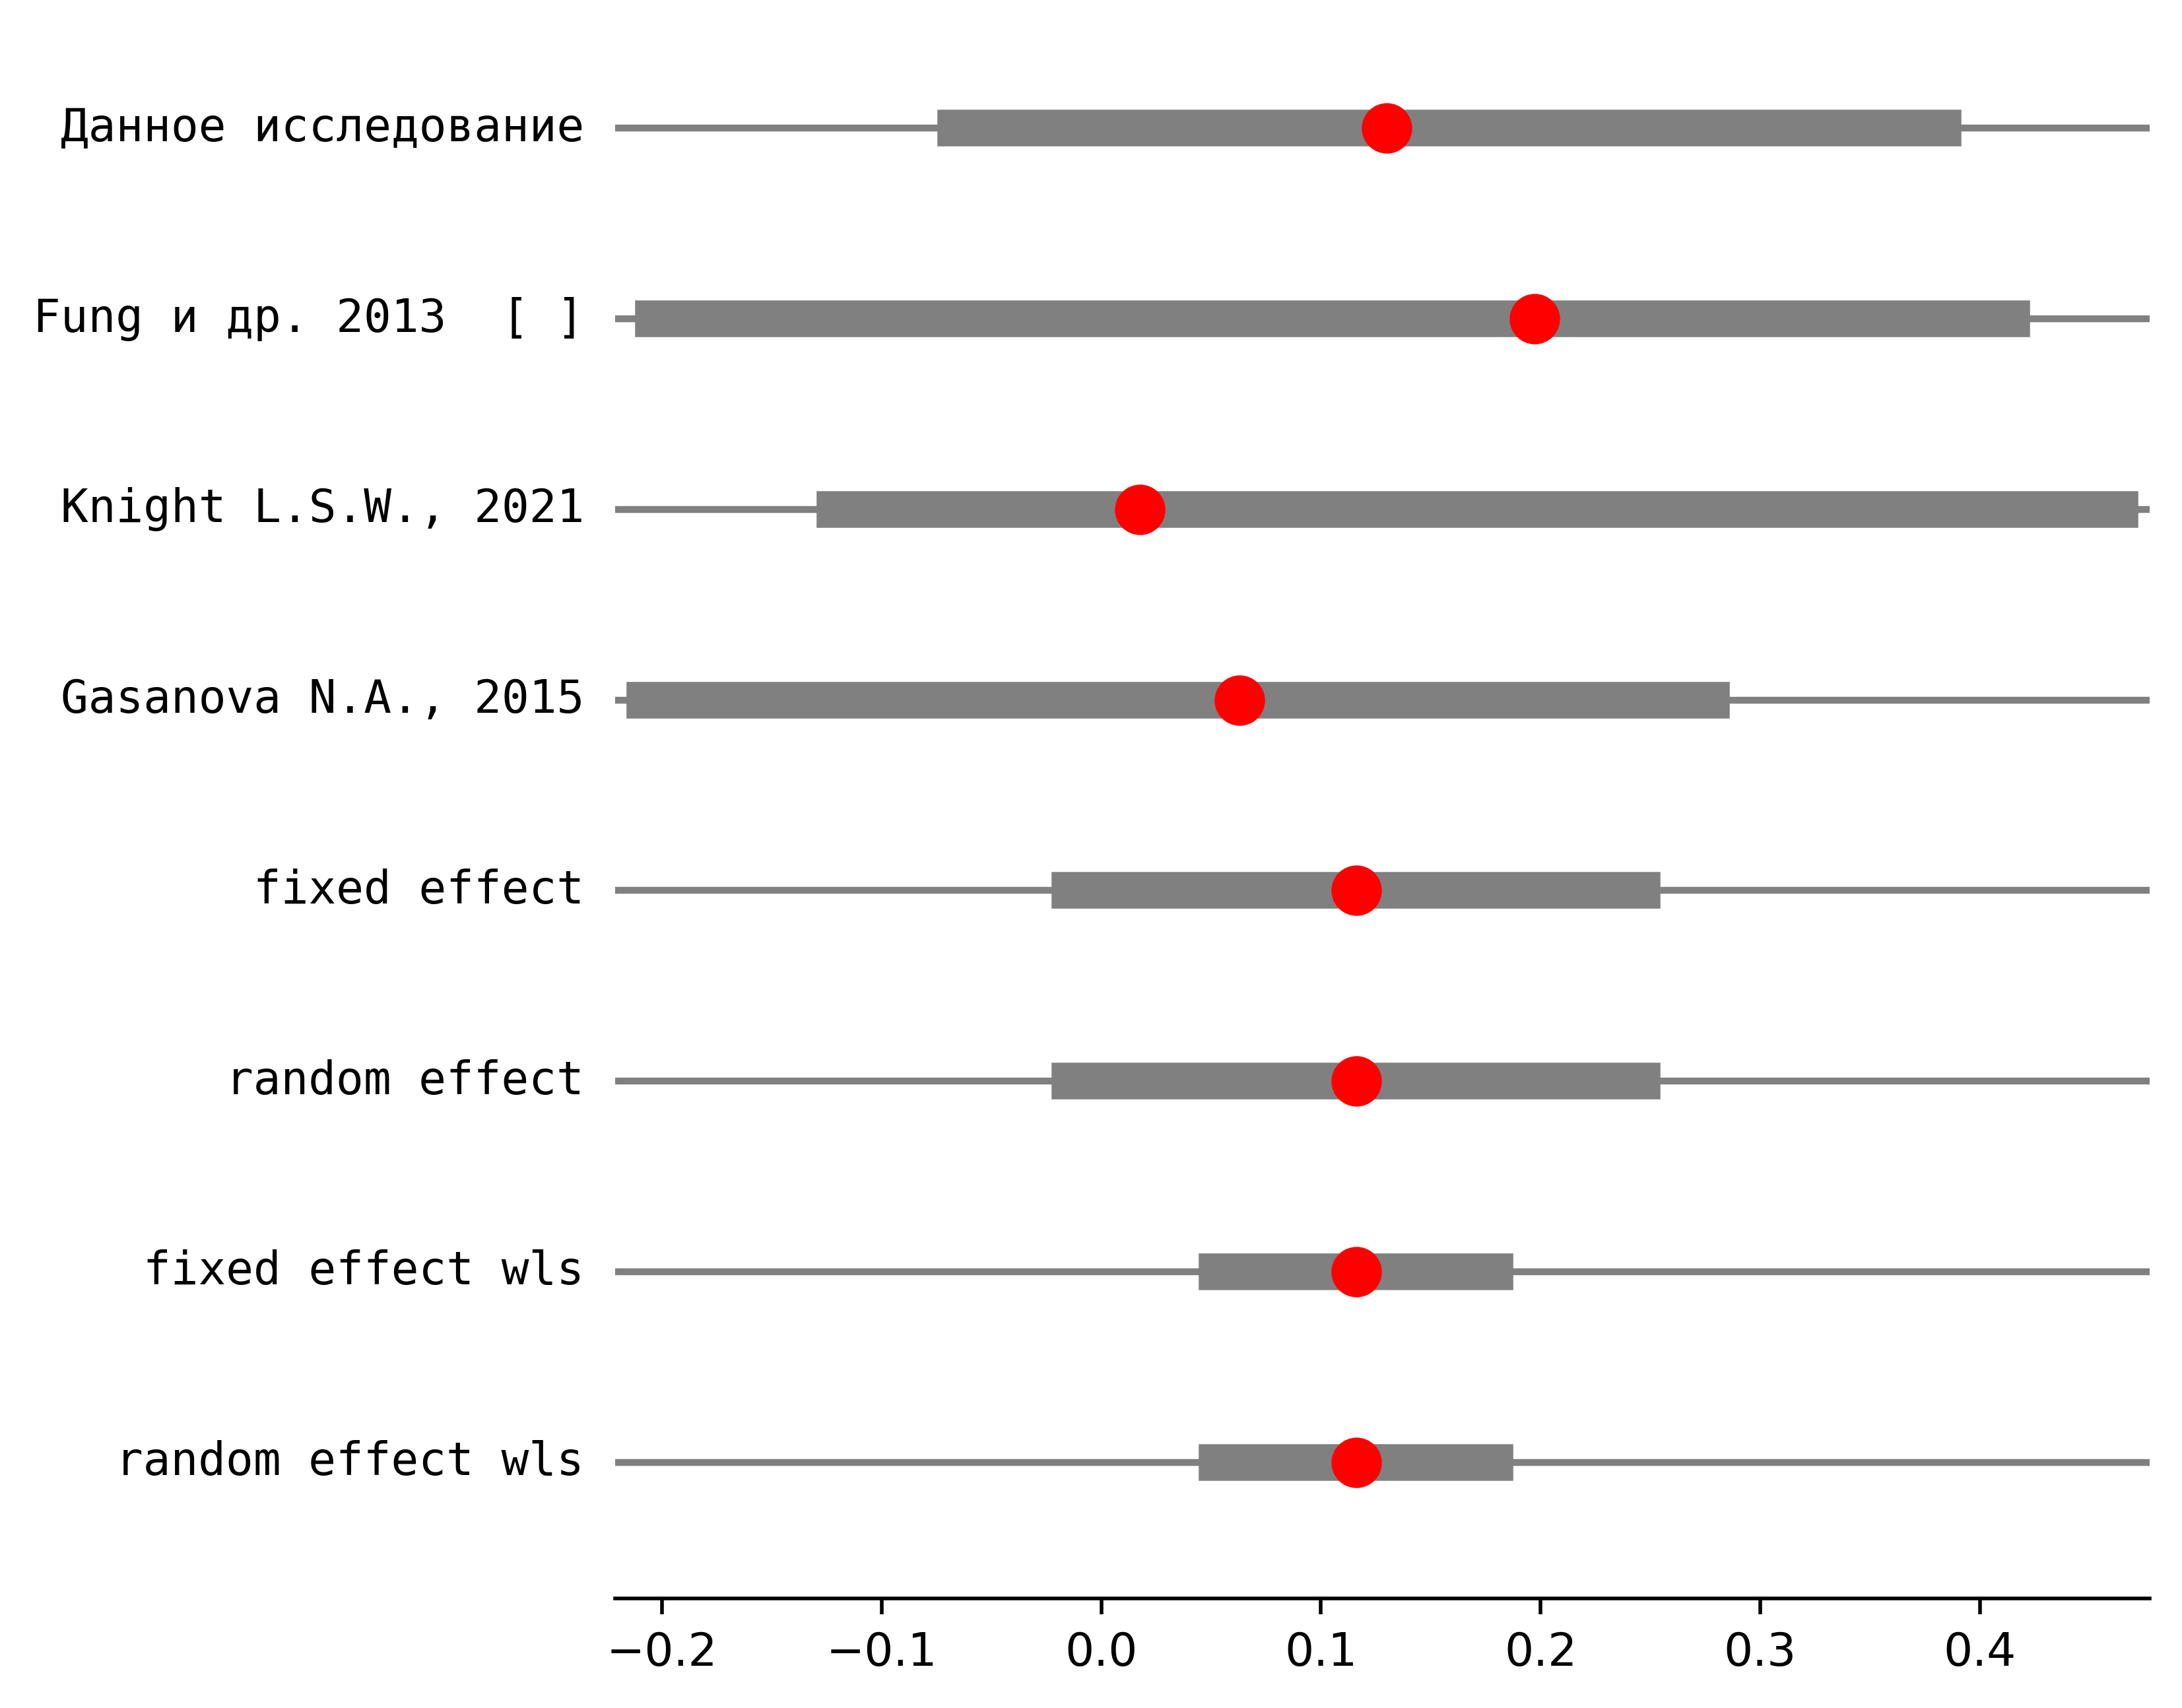 Данное исследование
Fung и др. 2013  [ ]
Knight L.S.W., 2021
Gasanova N.A., 2015
fixed effect
random effect
fixed effect wls
random effect wls
−0.2 −0.1 0.0 0.1 0.2 0.3 0.4